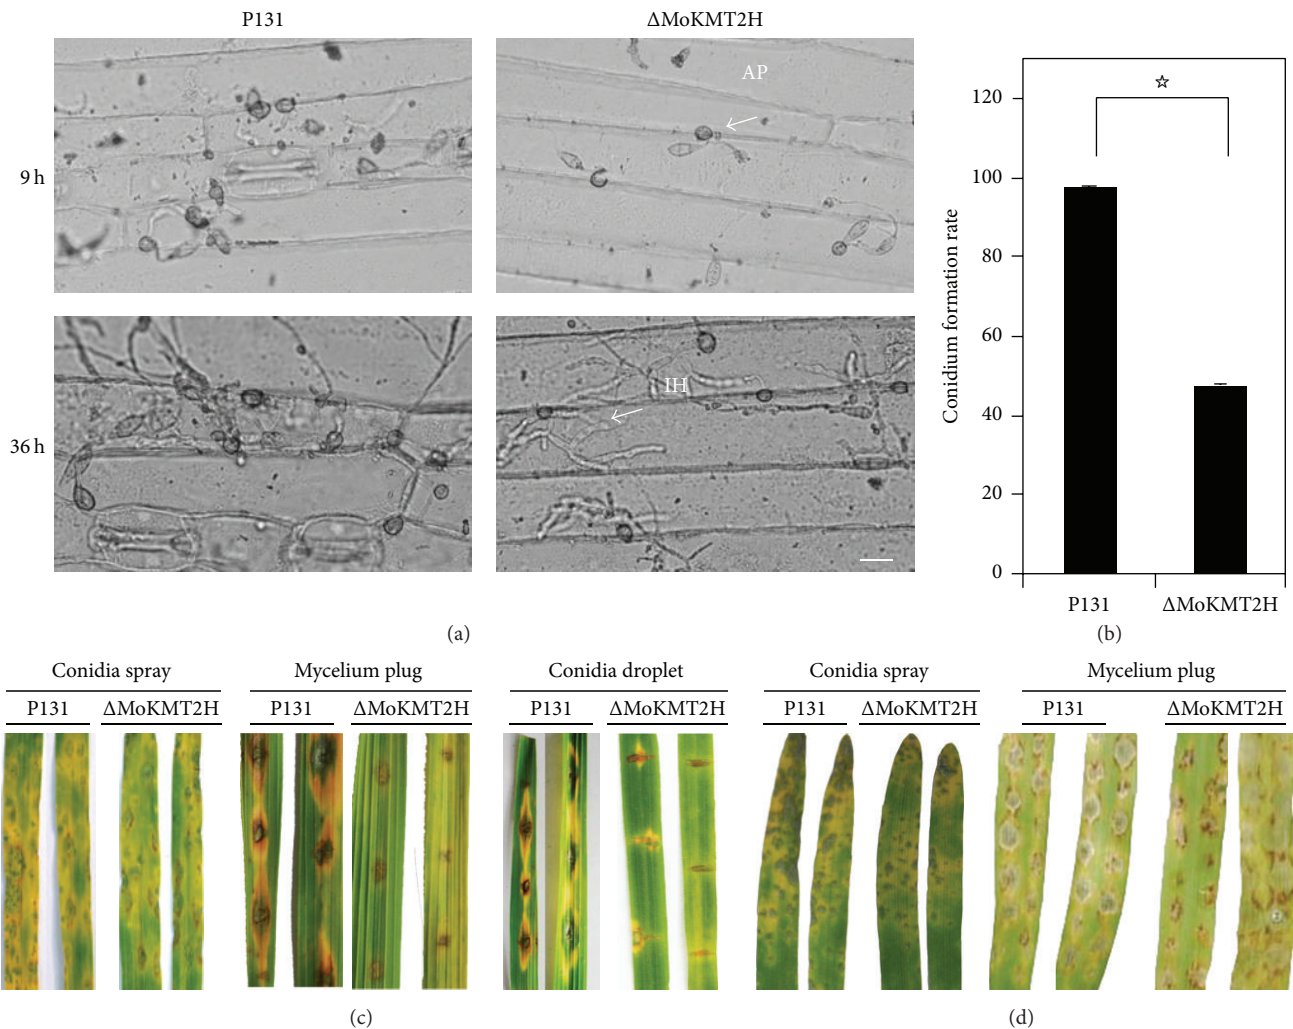 P131
ΔMoKMT2H
9 h
AP
36 h
IH
(a)
Conidium formation rate
120
100
80
60
40
20
0
P131
ΔMoKMT2H
(b)
Conidia spray
Mycelium plug
Conidia droplet
Conidia spray
Mycelium plug
P131
ΔMoKMT2H
P131
ΔMoKMT2H
P131
ΔMoKMT2H
P131
ΔMoKMT2H
P131
ΔMoKMT2H
(c)
(d)